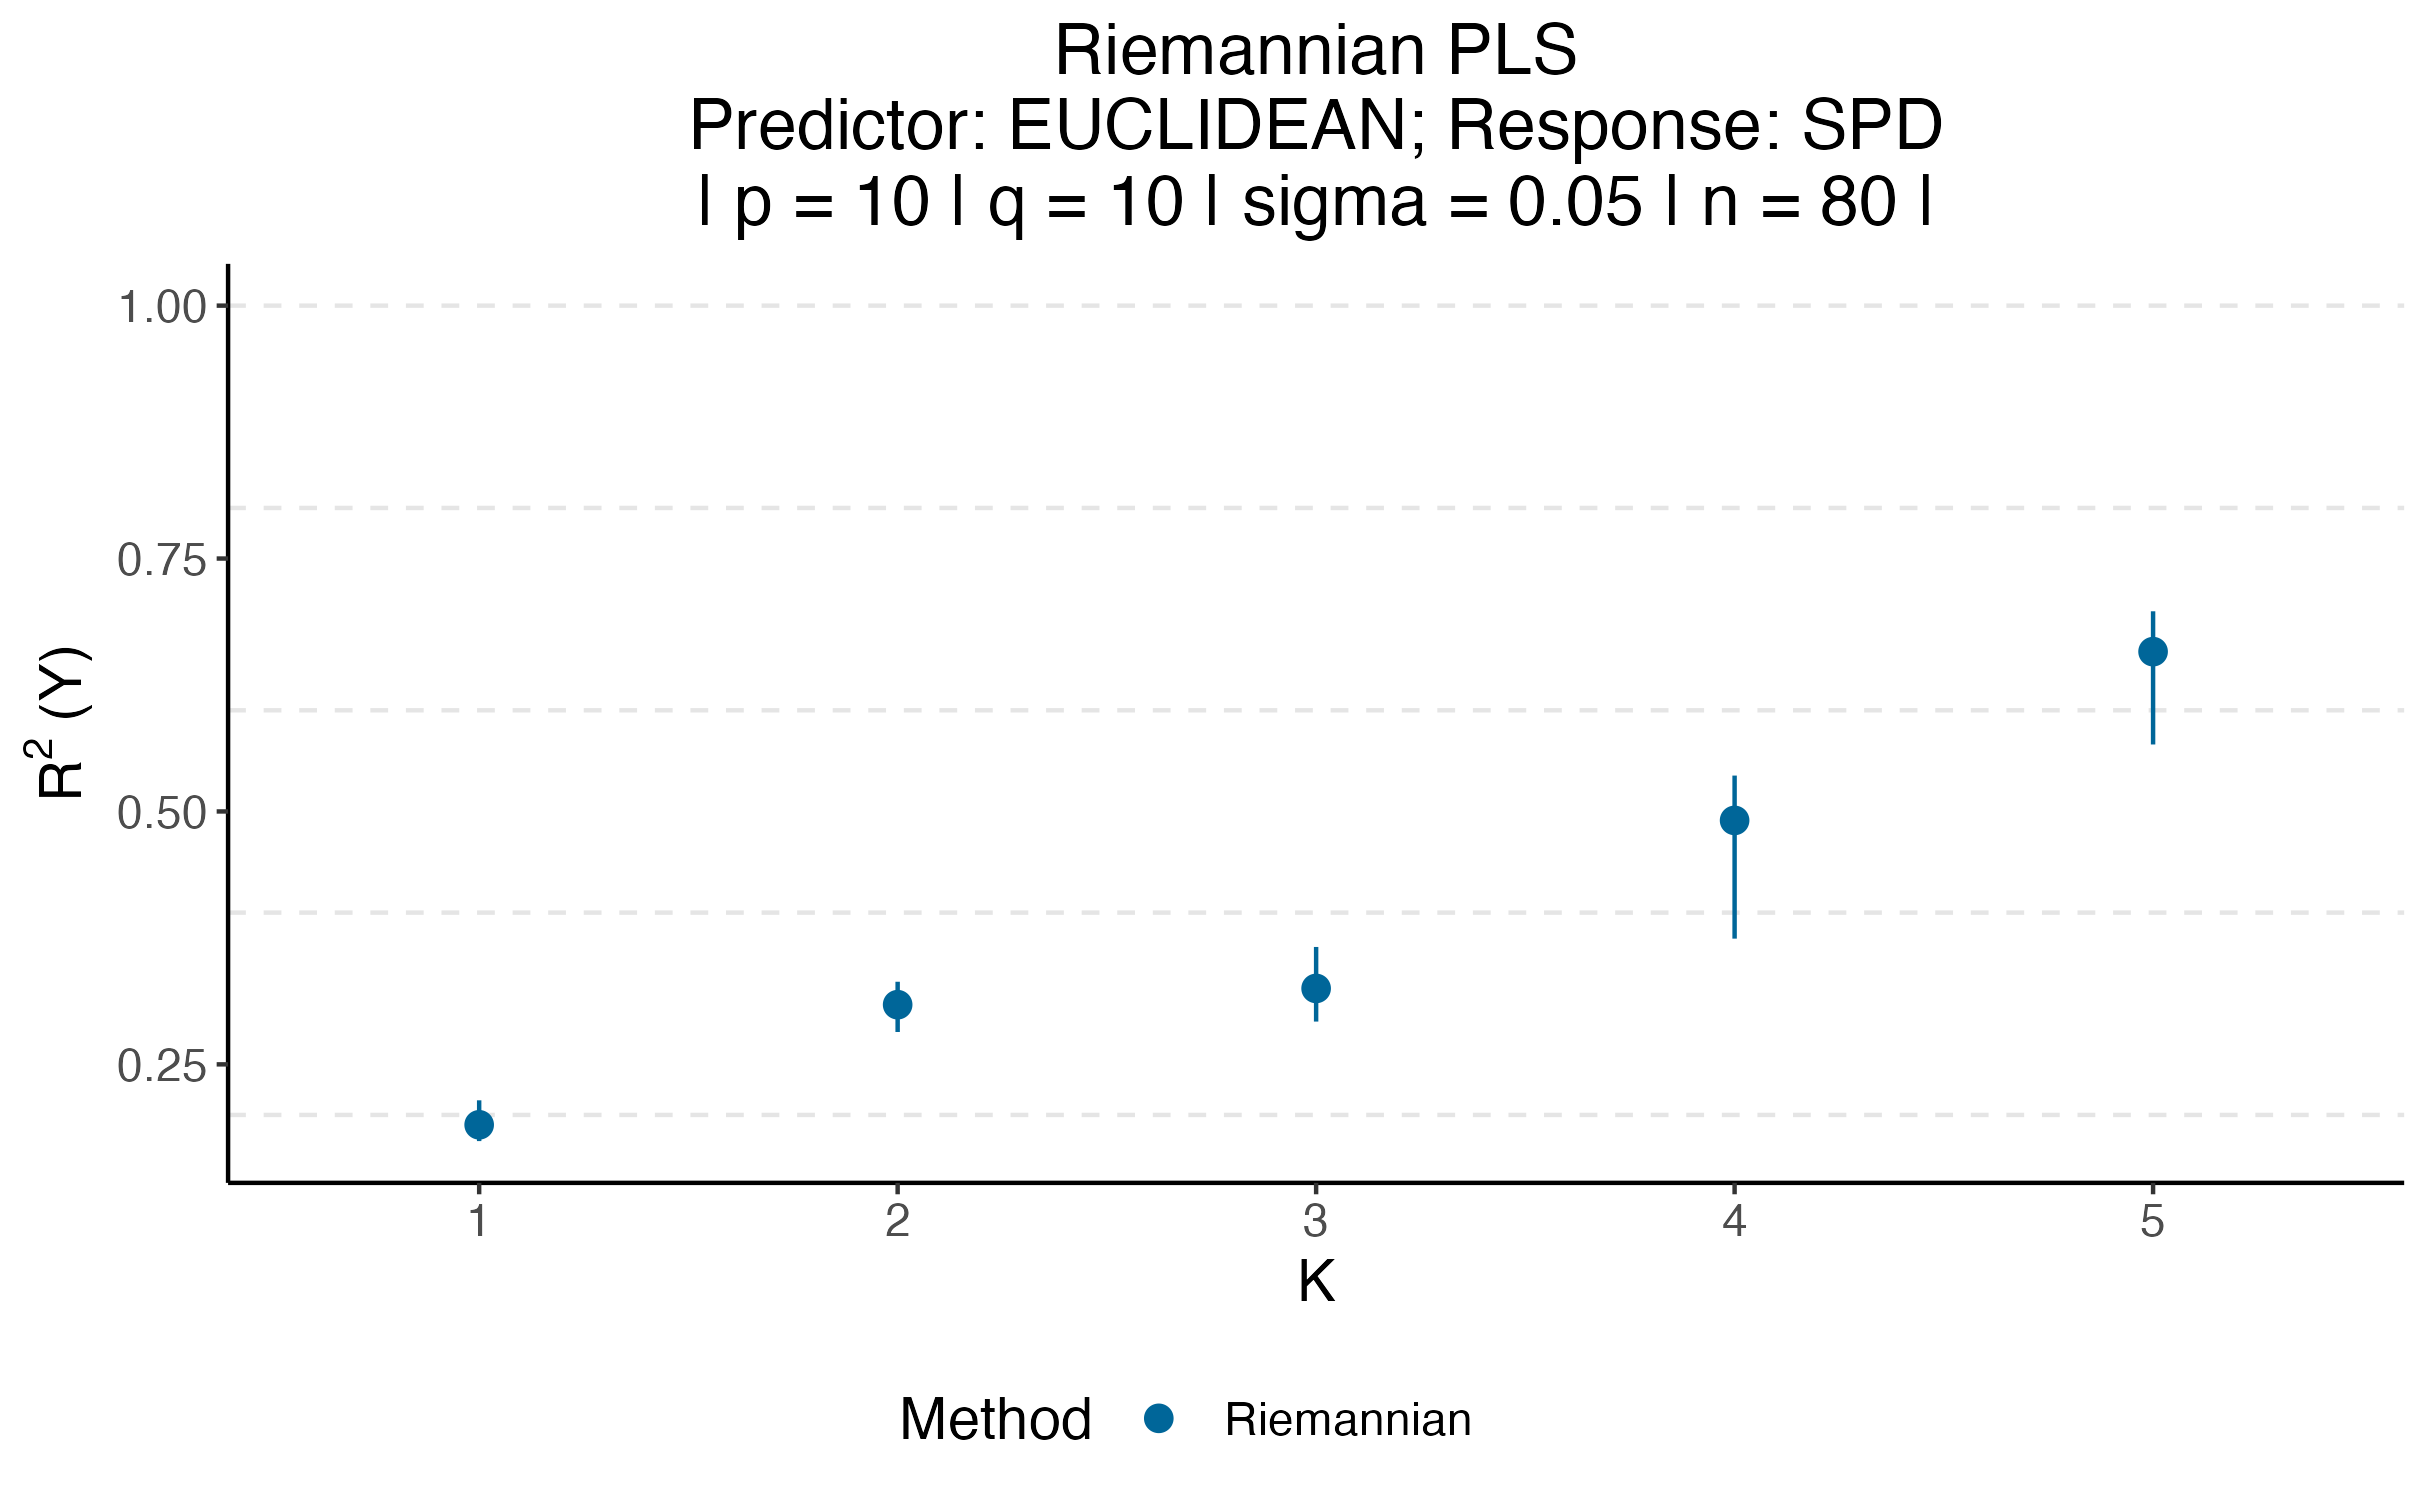 Riemannian PLS
Predictor: EUCLIDEAN; Response: SPD
| p = 10 | q = 10 | sigma = 0.05 | n = 80 |
R² (Y)
1.00
0.75
0.50
0.25
1 2 3 4 5
K
Method Riemannian